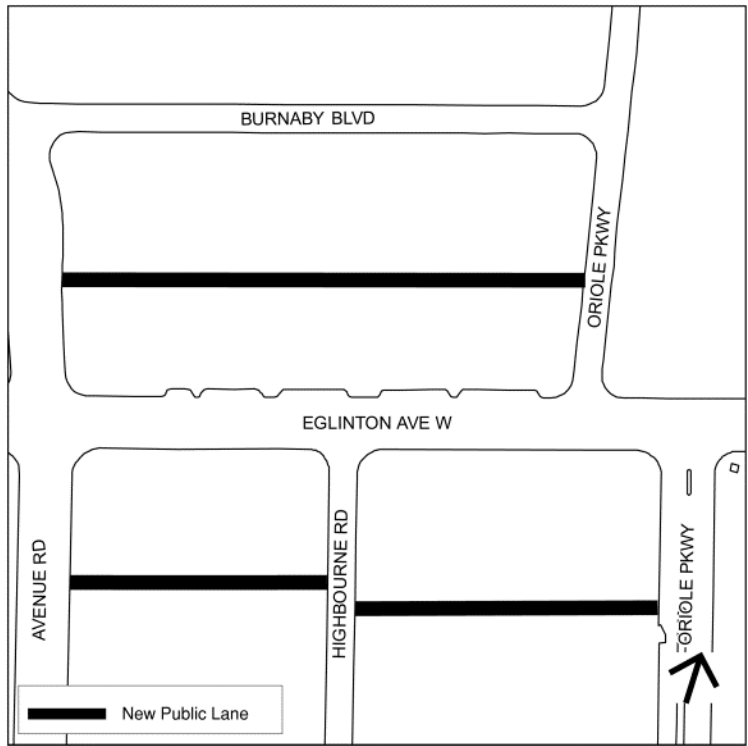 BURNABY BLVD
ORIOLE PKWY
EGLINTON AVE W
AVENUE RD
HIGHBOURNE RD
ORIOLE PKWY
New Public Lane